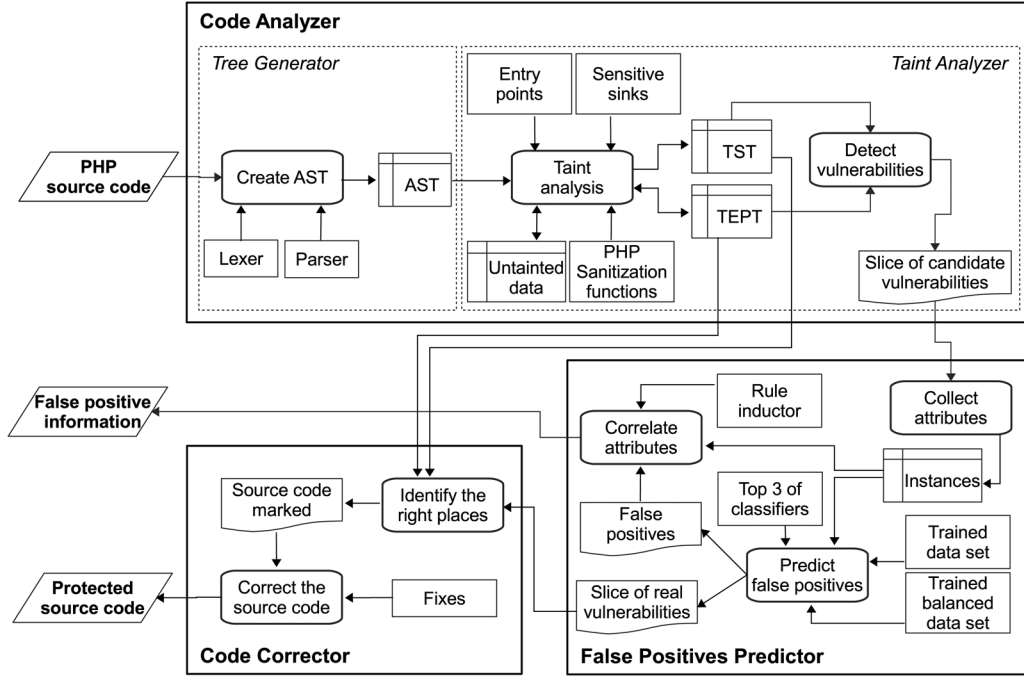 Code Analyzer
Tree Generator
Taint Analyzer
Entry
points
Sensitive
sinks
PHP
source code
Create AST
AST
Taint
analysis
TST
TEPT
Detect
vulnerabilities
Lexer
Parser
Untainted
data
PHP
Sanitization
functions
Slice of candidate
vulnerabilities
False positive
information
Rule
inductor
Collect
attributes
Correlate
attributes
Instances
Source code
marked
Identify the
right places
False
positives
Top 3 of
classifiers
Trained
data set
Predict
false positives
Trained
balanced
data set
Protected
source code
Correct the
source code
Fixes
Slice of real
vulnerabilities
Code Corrector
False Positives Predictor